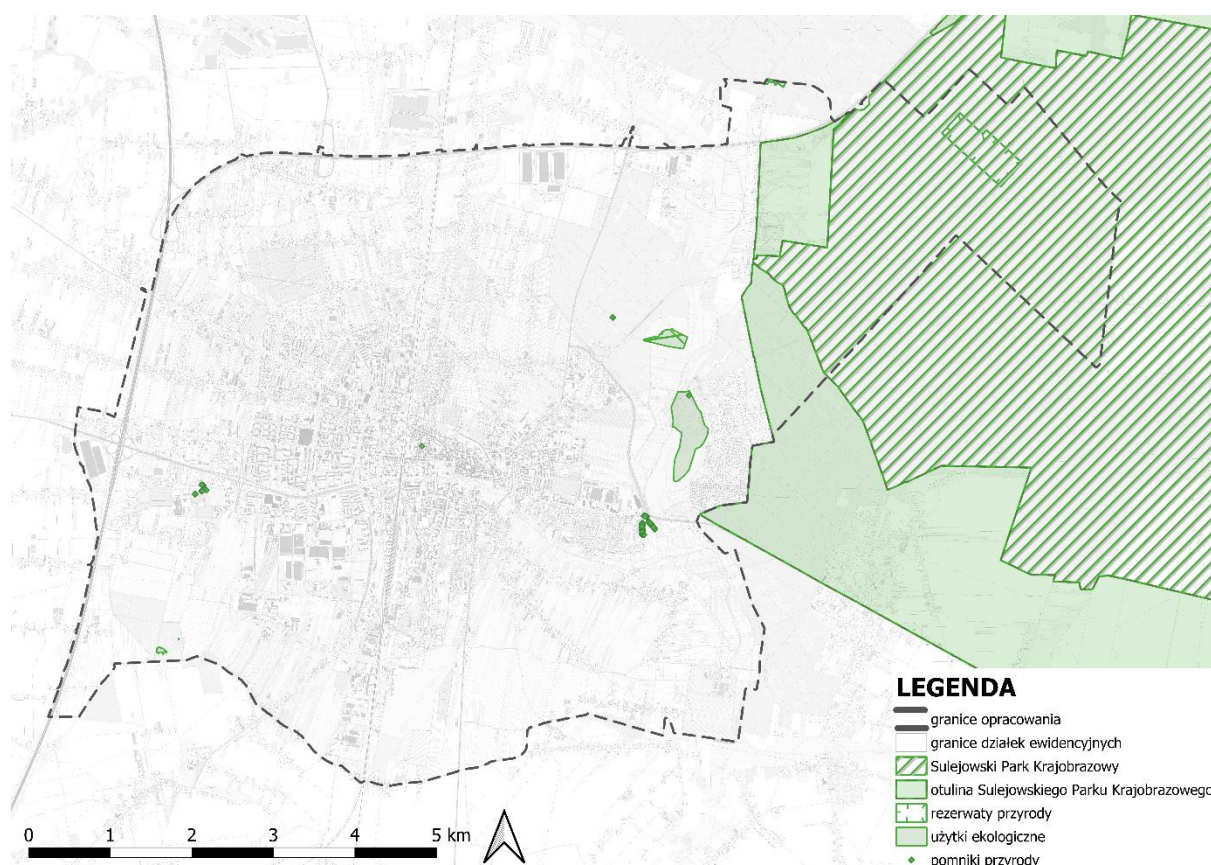 LEGENDA
granice opracowania
granice działek ewidencyjnych
Sulejowski Park Krajobrazowy
otulina Sulejowskiego Parku Krajobrazowego
rezerwaty przyrody
użytki ekologiczne
pomniki przyrody
0 1 2 3 4 5 km